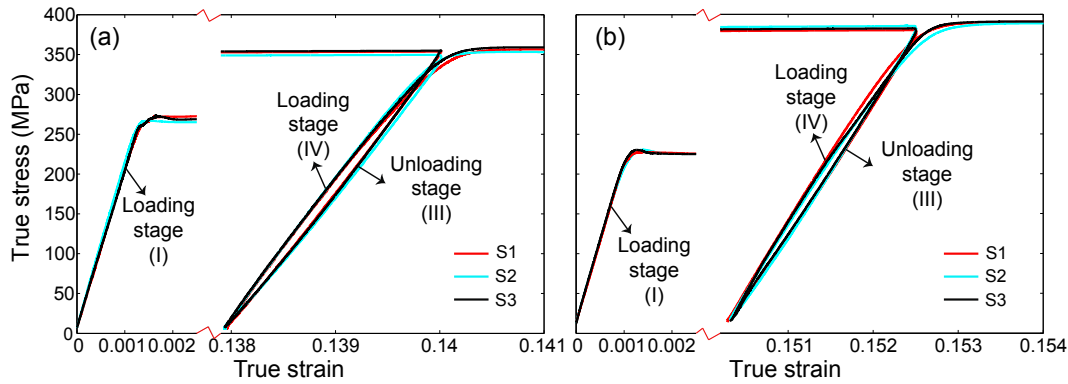 400
350
300
250
200
150
100
50
0
True stress (MPa)
(a)
Loading
stage
(IV)
Unloading
stage
(III)
Loading
stage
(I)
S1
S2
S3
0 0.001 0.002 0.138 0.139 0.14 0.141
True strain
(b)
Loading
stage
(IV)
Unloading
stage
(III)
Loading
stage
(I)
S1
S2
S3
0 0.001 0.002 0.151 0.152 0.153 0.154
True strain